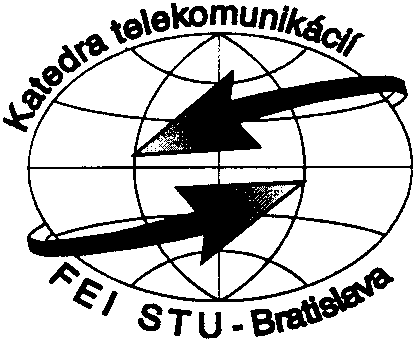 Katedra telekomunikácií
FEI STU - Bratislava